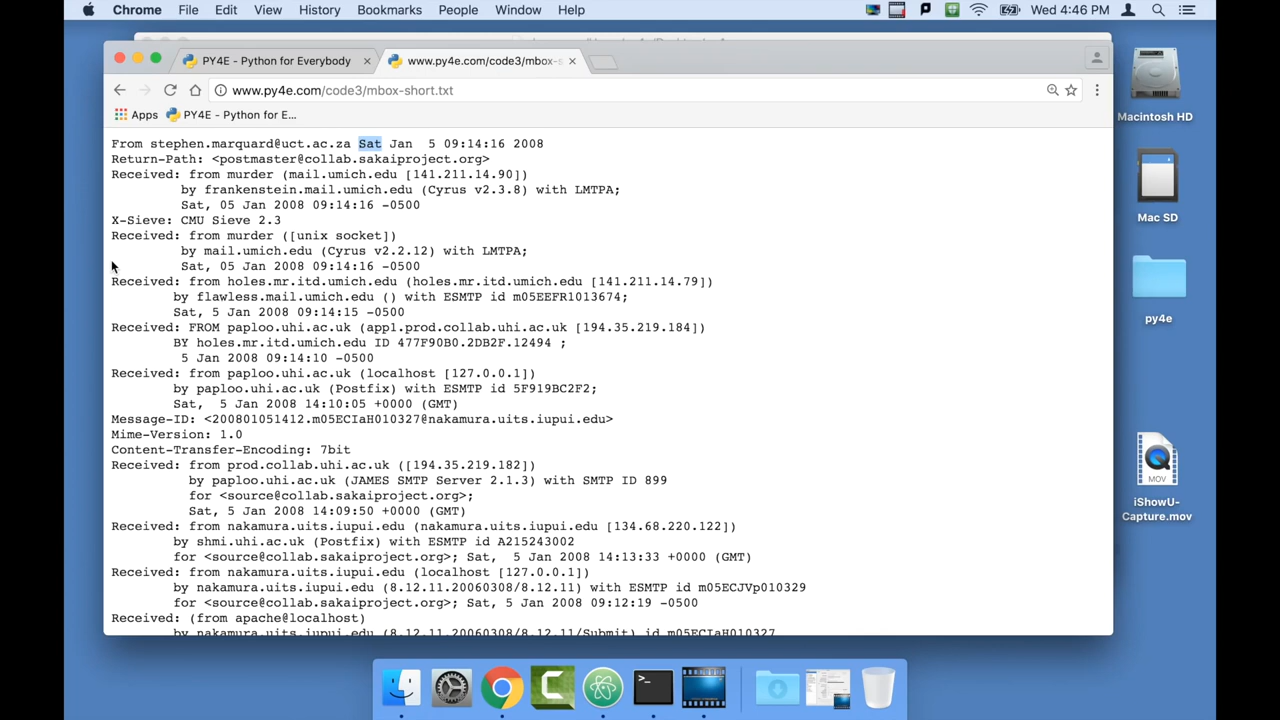 Chrome File Edit View History Bookmarks People Window Help Wed 4:46 PM
PY4E - Python for Everybody
www.py4e.com/code3/mbox-s
www.py4e.com/code3/mbox-short.txt
Apps PY4E - Python for E...
From stephen.marquard@uct.ac.za Sat Jan  5 09:14:16 2008
Return-Path: <postmaster@collab.sakaiproject.org>
Received: from murder (mail.umich.edu [141.211.14.90])
by frankenstein.mail.umich.edu (Cyrus v2.3.8) with LMTPA;
Sat, 05 Jan 2008 09:14:16 -0500
X-Sieve: CMU Sieve 2.3
Received: from murder ([unix socket])
by mail.umich.edu (Cyrus v2.2.12) with LMTPA;
Sat, 05 Jan 2008 09:14:16 -0500
Received: from holes.mr.itd.umich.edu (holes.mr.itd.umich.edu [141.211.14.79])
by flawless.mail.umich.edu () with ESMTP id m05EEFR1013674;
Sat, 5 Jan 2008 09:14:15 -0500
Received: FROM paploo.uhi.ac.uk (app1.prod.collab.uhi.ac.uk [194.35.219.184])
BY holes.mr.itd.umich.edu ID 477F90B0.2DB2F.12494 ;
5 Jan 2008 09:14:10 -0500
Received: from paploo.uhi.ac.uk (localhost [127.0.0.1])
by paploo.uhi.ac.uk (Postfix) with ESMTP id 5F919BC2F2;
Sat,  5 Jan 2008 14:10:05 +0000 (GMT)
Message-ID: <200801051412.m05ECIaH010327@nakamura.uits.iupui.edu>
Mime-Version: 1.0
Content-Transfer-Encoding: 7bit
Received: from prod.collab.uhi.ac.uk ([194.35.219.182])
by paploo.uhi.ac.uk (JAMES SMTP Server 2.1.3) with SMTP ID 899
for <source@collab.sakaiproject.org>;
Sat, 5 Jan 2008 14:09:50 +0000 (GMT)
Received: from nakamura.uits.iupui.edu (nakamura.uits.iupui.edu [134.68.220.122])
by shmi.uhi.ac.uk (Postfix) with ESMTP id A215243002
for <source@collab.sakaiproject.org>; Sat,  5 Jan 2008 14:13:33 +0000 (GMT)
Received: from nakamura.uits.iupui.edu (localhost [127.0.0.1])
by nakamura.uits.iupui.edu (8.12.11.20060308/8.12.11) with ESMTP id m05ECJVp010329
for <source@collab.sakaiproject.org>; Sat, 5 Jan 2008 09:12:19 -0500
Received: (from apache@localhost)
by nakamura.uits.iupui.edu (8.12.11.20060308/8.12.11/Submit) id m05ECIaH010327
Macintosh HD
Mac SD
py4e
MOV
iShowU-
Capture.mov